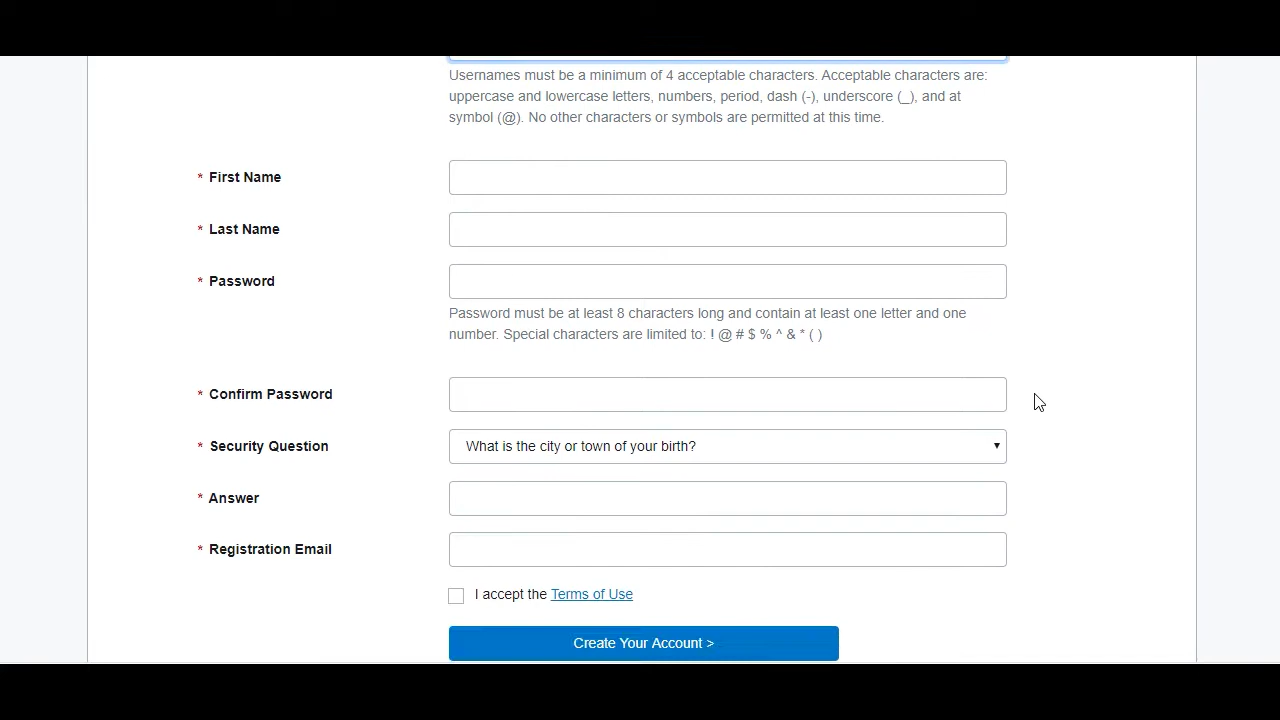 Usernames must be a minimum of 4 acceptable characters. Acceptable characters are:
uppercase and lowercase letters, numbers, period, dash (-), underscore (_), and at
symbol (@). No other characters or symbols are permitted at this time.
* First Name
* Last Name
* Password
Password must be at least 8 characters long and contain at least one letter and one
number. Special characters are limited to: ! @ # $ % ^ & * ( )
* Confirm Password
* Security Question What is the city or town of your birth?
* Answer
* Registration Email
I accept the Terms of Use
Create Your Account >